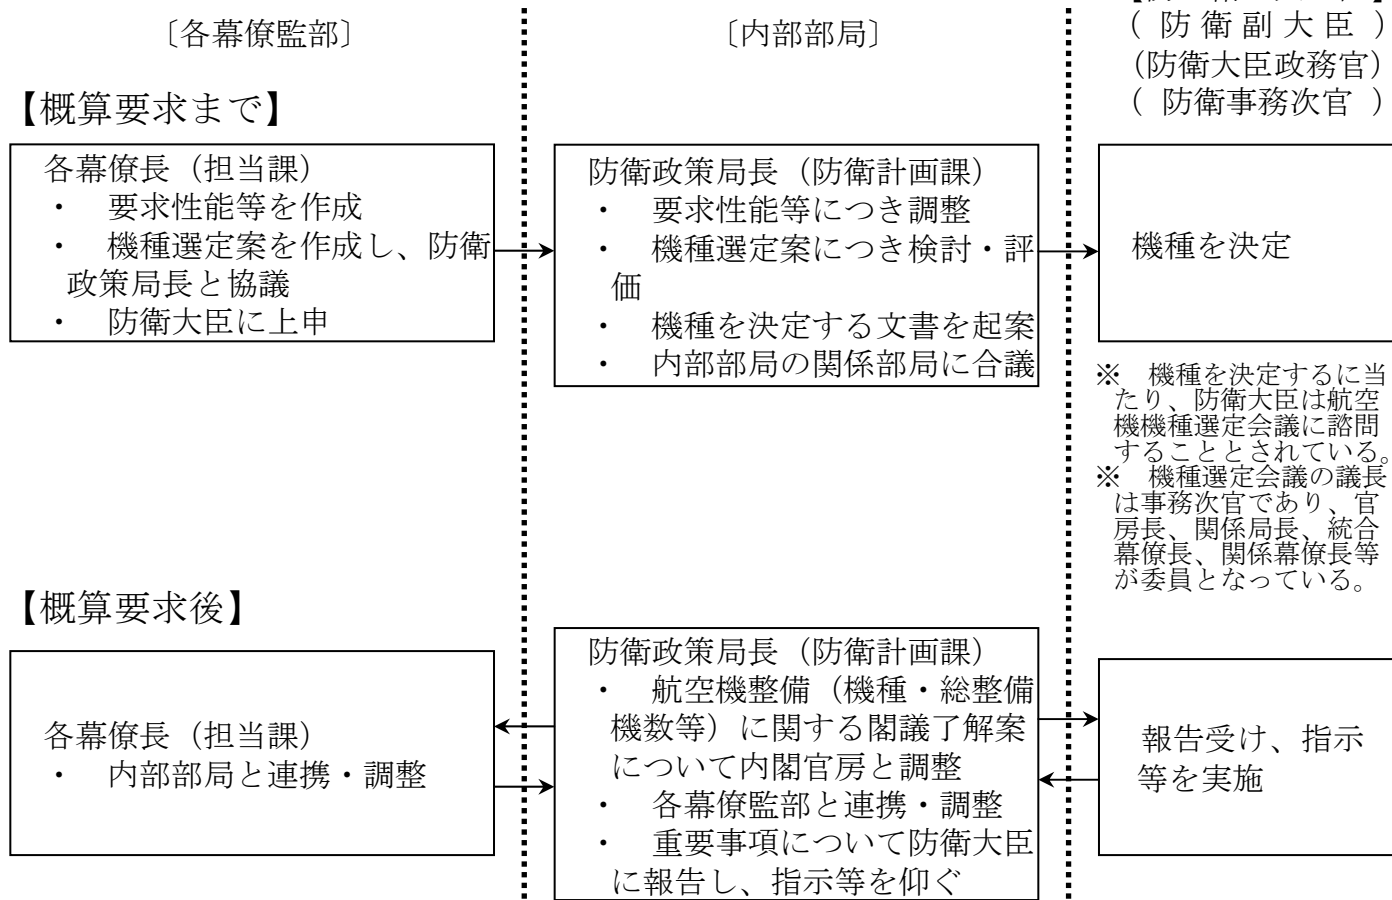 〔各幕僚監部〕
〔内部部局〕
（ 防 衛 副 大 臣 ）
（防衛大臣政務官）
（ 防衛事務次官 ）
【概算要求まで】
各幕僚長（担当課）
・ 要求性能等を作成
・ 機種選定案を作成し、防衛
政策局長と協議
・ 防衛大臣に上申
防衛政策局長（防衛計画課）
・ 要求性能等につき調整
・ 機種選定案につき検討・評
価
・ 機種を決定する文書を起案
・ 内部部局の関係部局に合議
機種を決定
※ 機種を決定するに当
たり、防衛大臣は航空
機機種選定会議に諮問
することとされている。
※ 機種選定会議の議長
は事務次官であり、官
房長、関係局長、統合
幕僚長、関係幕僚長等
が委員となっている。
【概算要求後】
各幕僚長（担当課）
・ 内部部局と連携・調整
防衛政策局長（防衛計画課）
・ 航空機整備（機種・総整備
機数等）に関する閣議了解案
について内閣官房と調整
・ 各幕僚監部と連携・調整
・ 重要事項について防衛大臣
に報告し、指示等を仰ぐ
報告受け、指示
等を実施